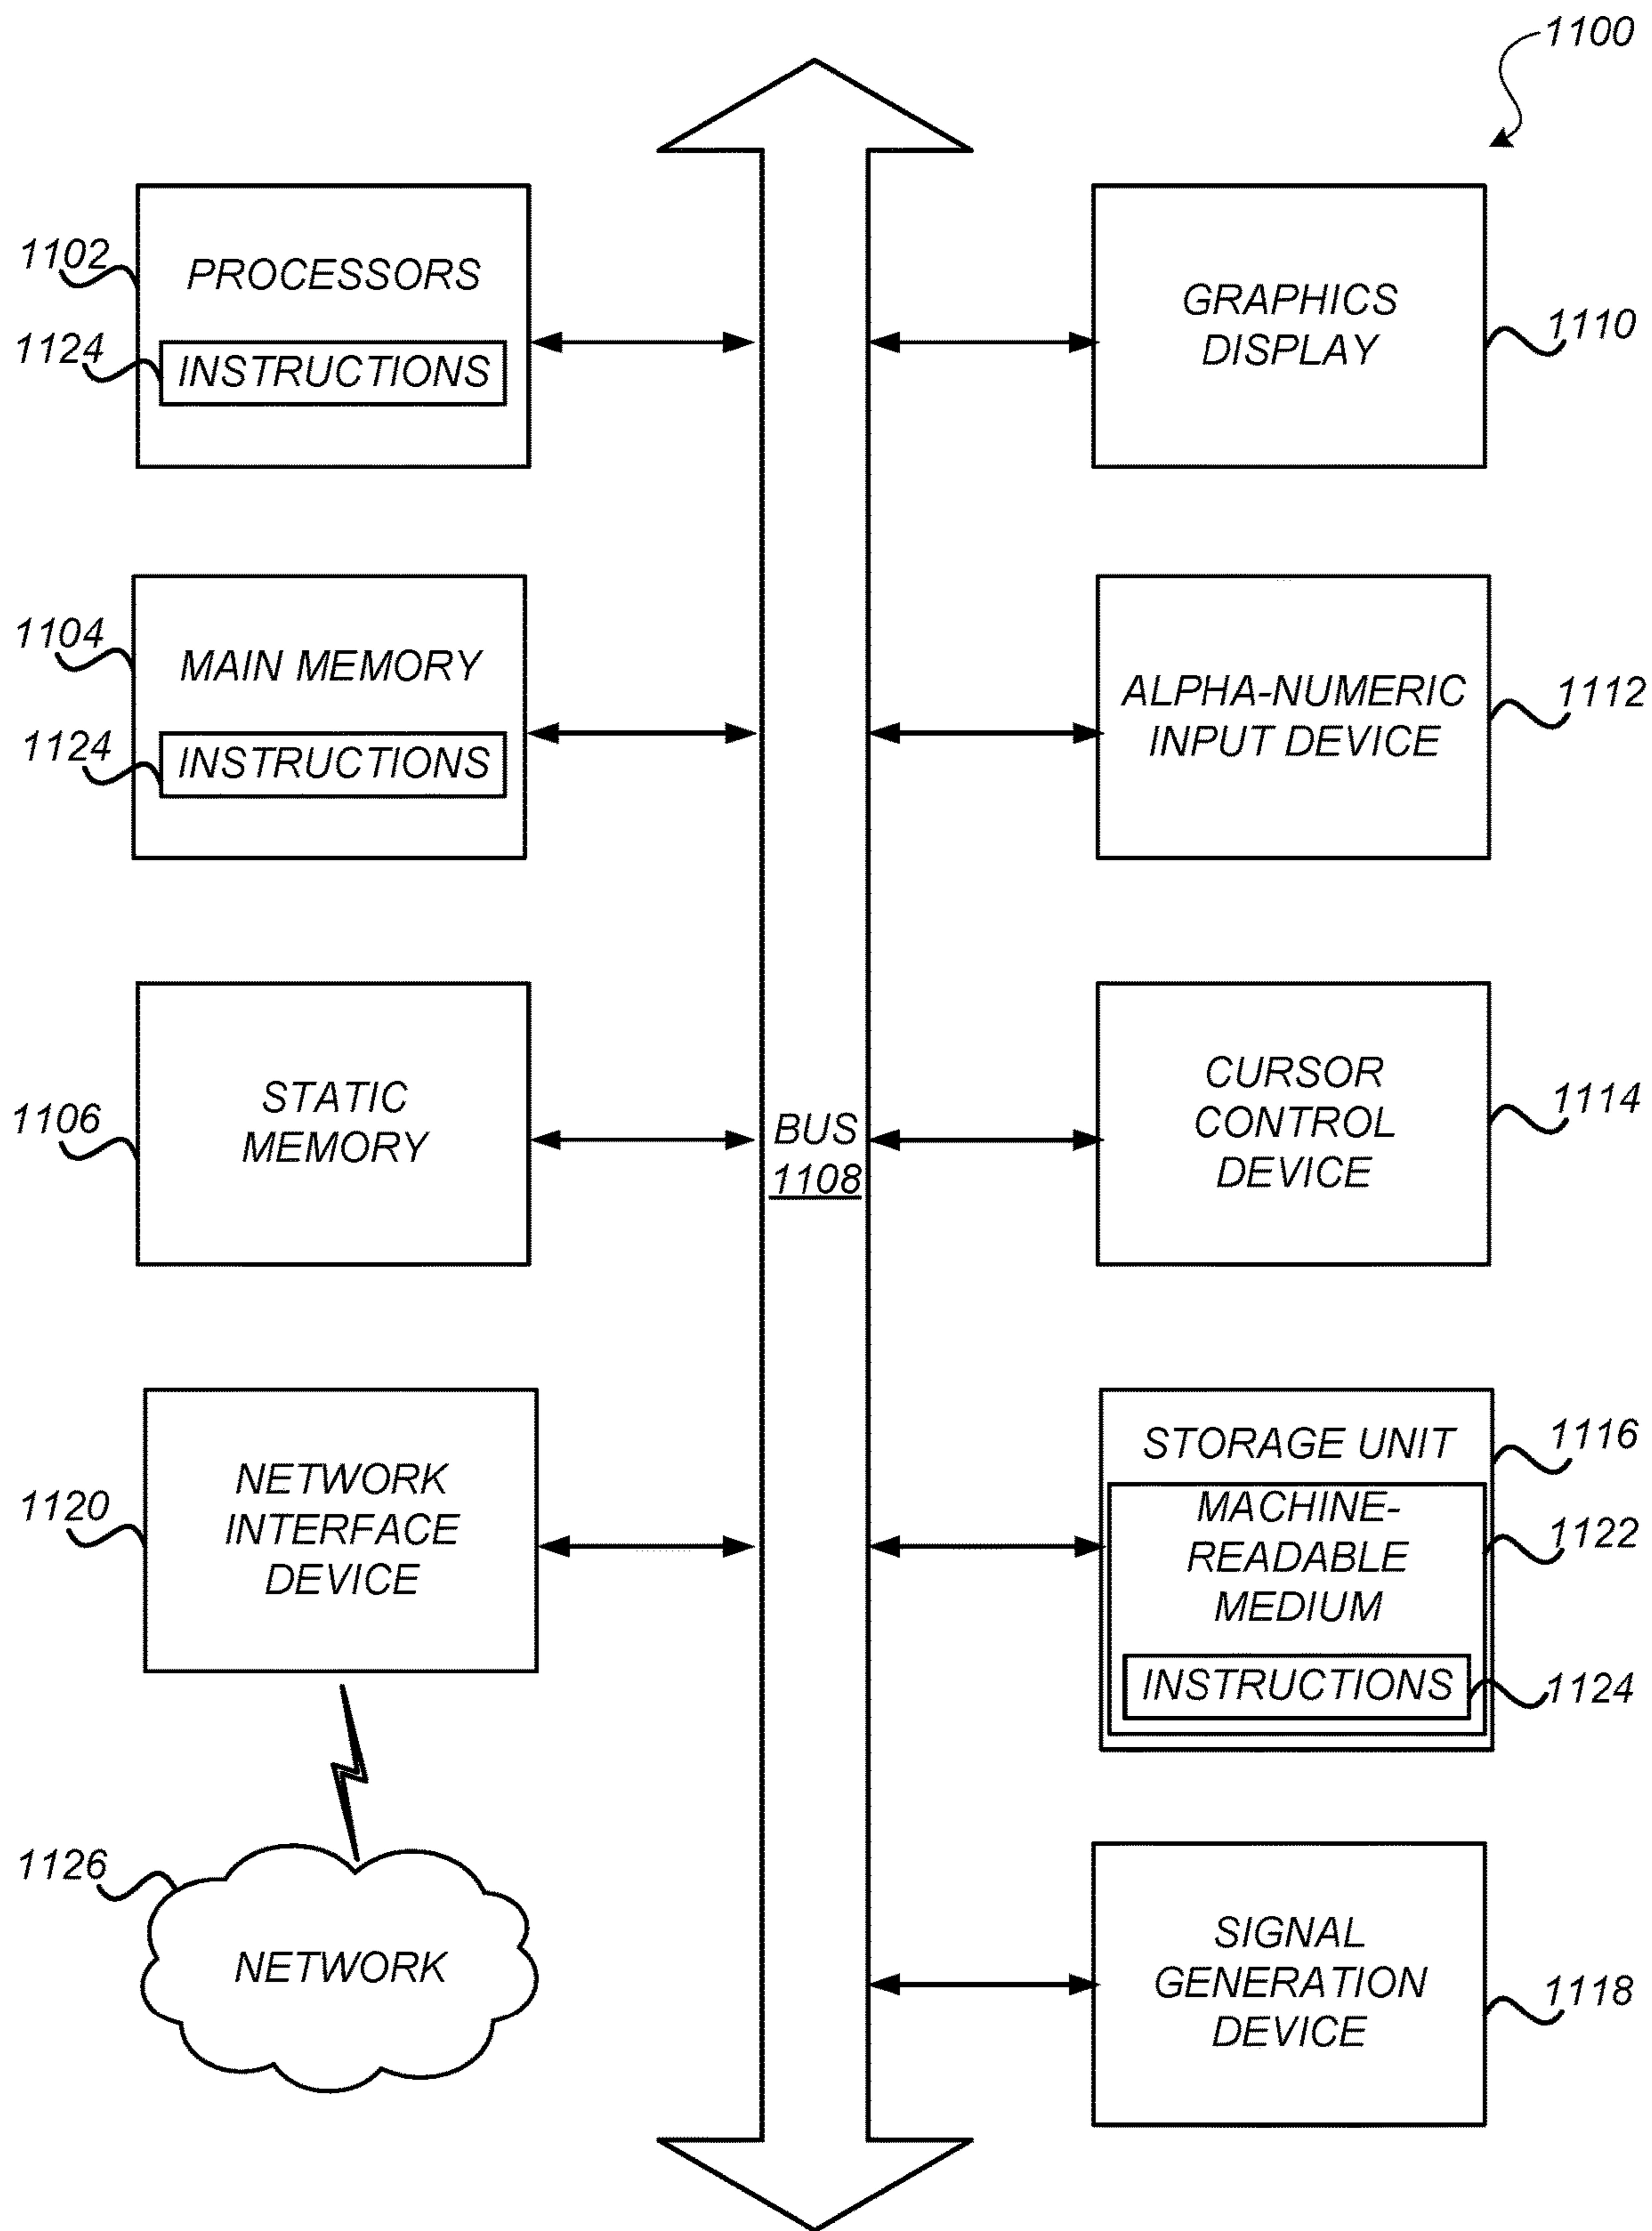 1100
1102
PROCESSORS
1124
INSTRUCTIONS
1104
MAIN MEMORY
1124
INSTRUCTIONS
1106
STATIC
MEMORY
1120
NETWORK
INTERFACE
DEVICE
1126
NETWORK
BUS
1108
GRAPHICS
DISPLAY
1110
ALPHA-NUMERIC
INPUT DEVICE
1112
CURSOR
CONTROL
DEVICE
1114
STORAGE UNIT
1116
MACHINE-
READABLE
MEDIUM
1122
INSTRUCTIONS
1124
SIGNAL
GENERATION
DEVICE
1118